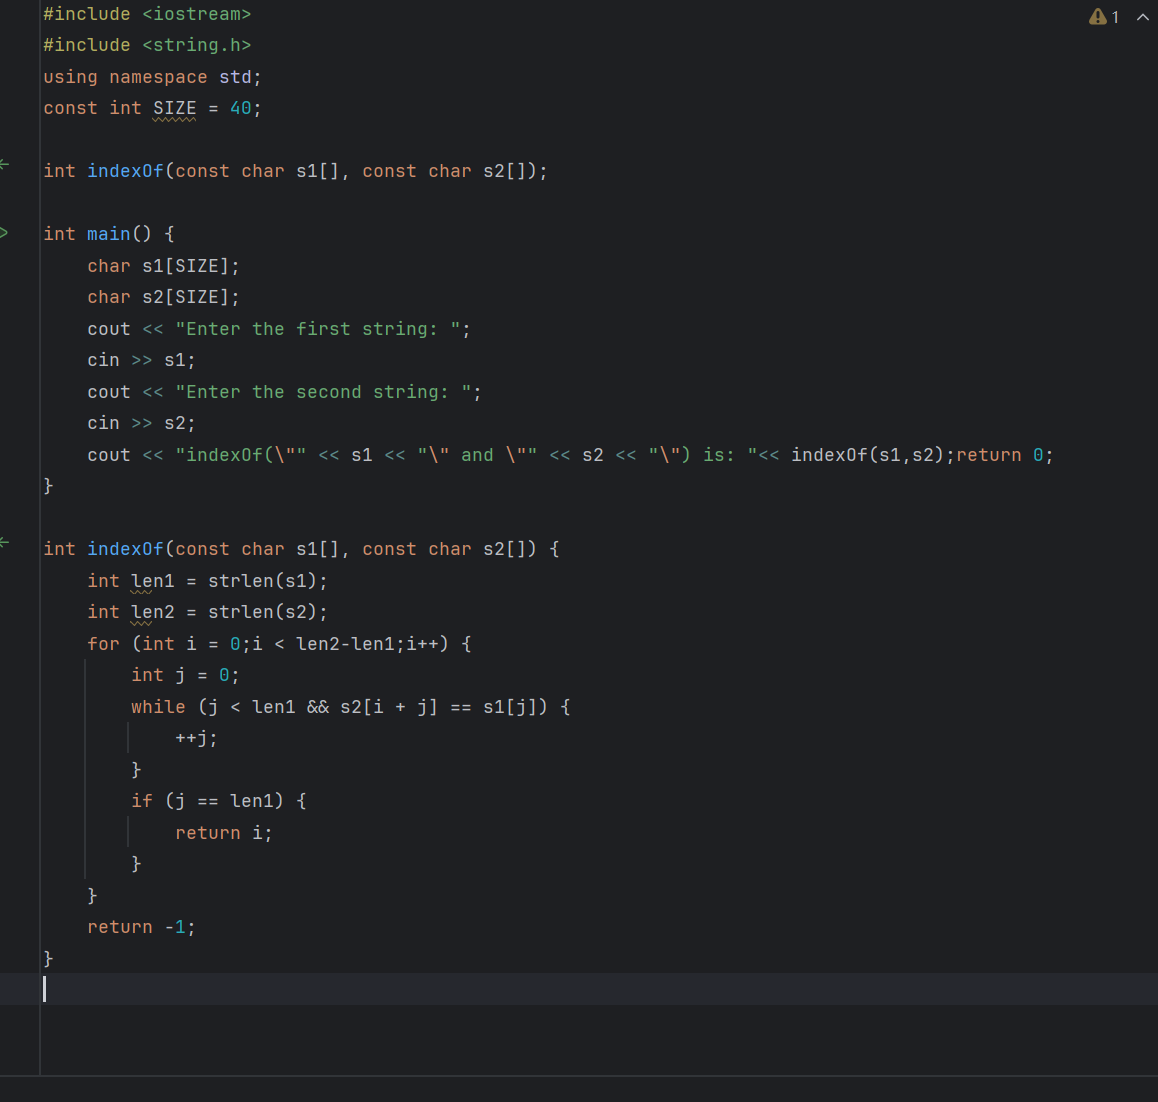 #include <iostream>
#include <string.h>
using namespace std;
const int SIZE = 40;
int indexOf(const char s1[], const char s2[]);
int main() {
char s1[SIZE];
char s2[SIZE];
cout << "Enter the first string: ";
cin >> s1;
cout << "Enter the second string: ";
cin >> s2;
cout << "indexOf(\"" << s1 << "\" and \"" << s2 << "\") is: "<< indexOf(s1,s2);return 0;
}
int indexOf(const char s1[], const char s2[]) {
int len1 = strlen(s1);
int len2 = strlen(s2);
for (int i = 0;i < len2-len1;i++) {
int j = 0;
while (j < len1 && s2[i + j] == s1[j]) {
++j;
}
if (j == len1) {
return i;
}
}
return -1;
}
1